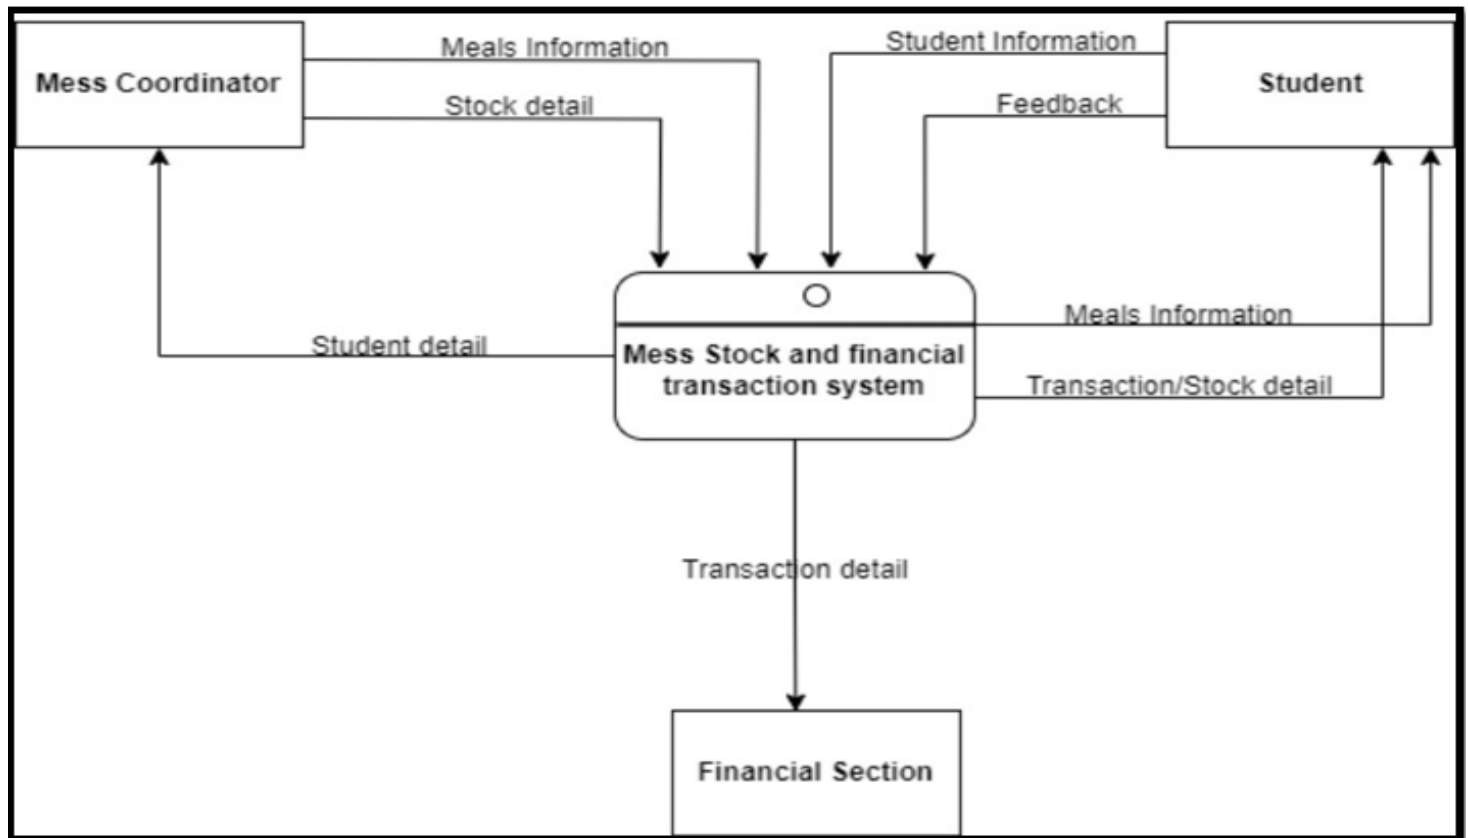 Meals Information
Student Information
Mess Coordinator
Student
Stock detail
Feedback
Meals Information
Student detail
Mess Stock and financial
transaction system
Transaction/Stock detail
Transaction detail
Financial Section